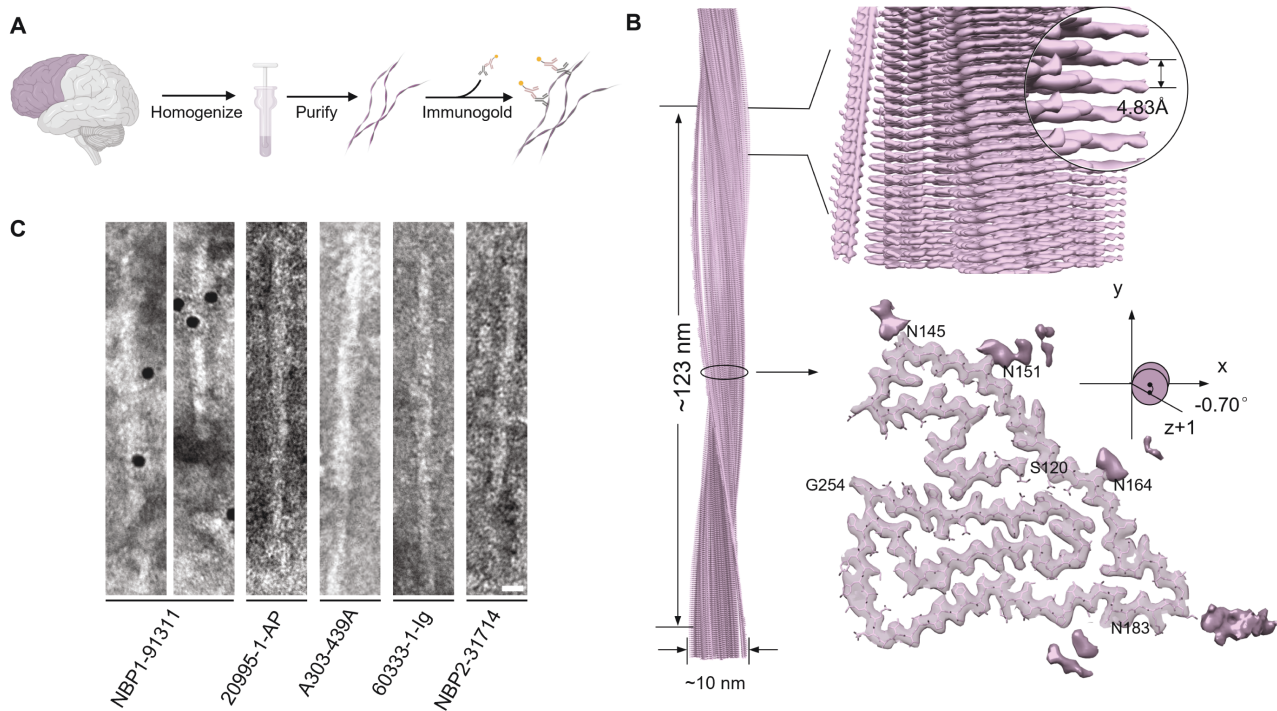 A
Homogenize
Purify
Immunogold
B
4.83Å
~123 nm
~10 nm
y
x
-0.70°
z+1
N145
N151
S120
G254
N164
N183
C
NBP1-91311
20995-1-AP
A303-439A
60333-1-Ig
NBP2-31714